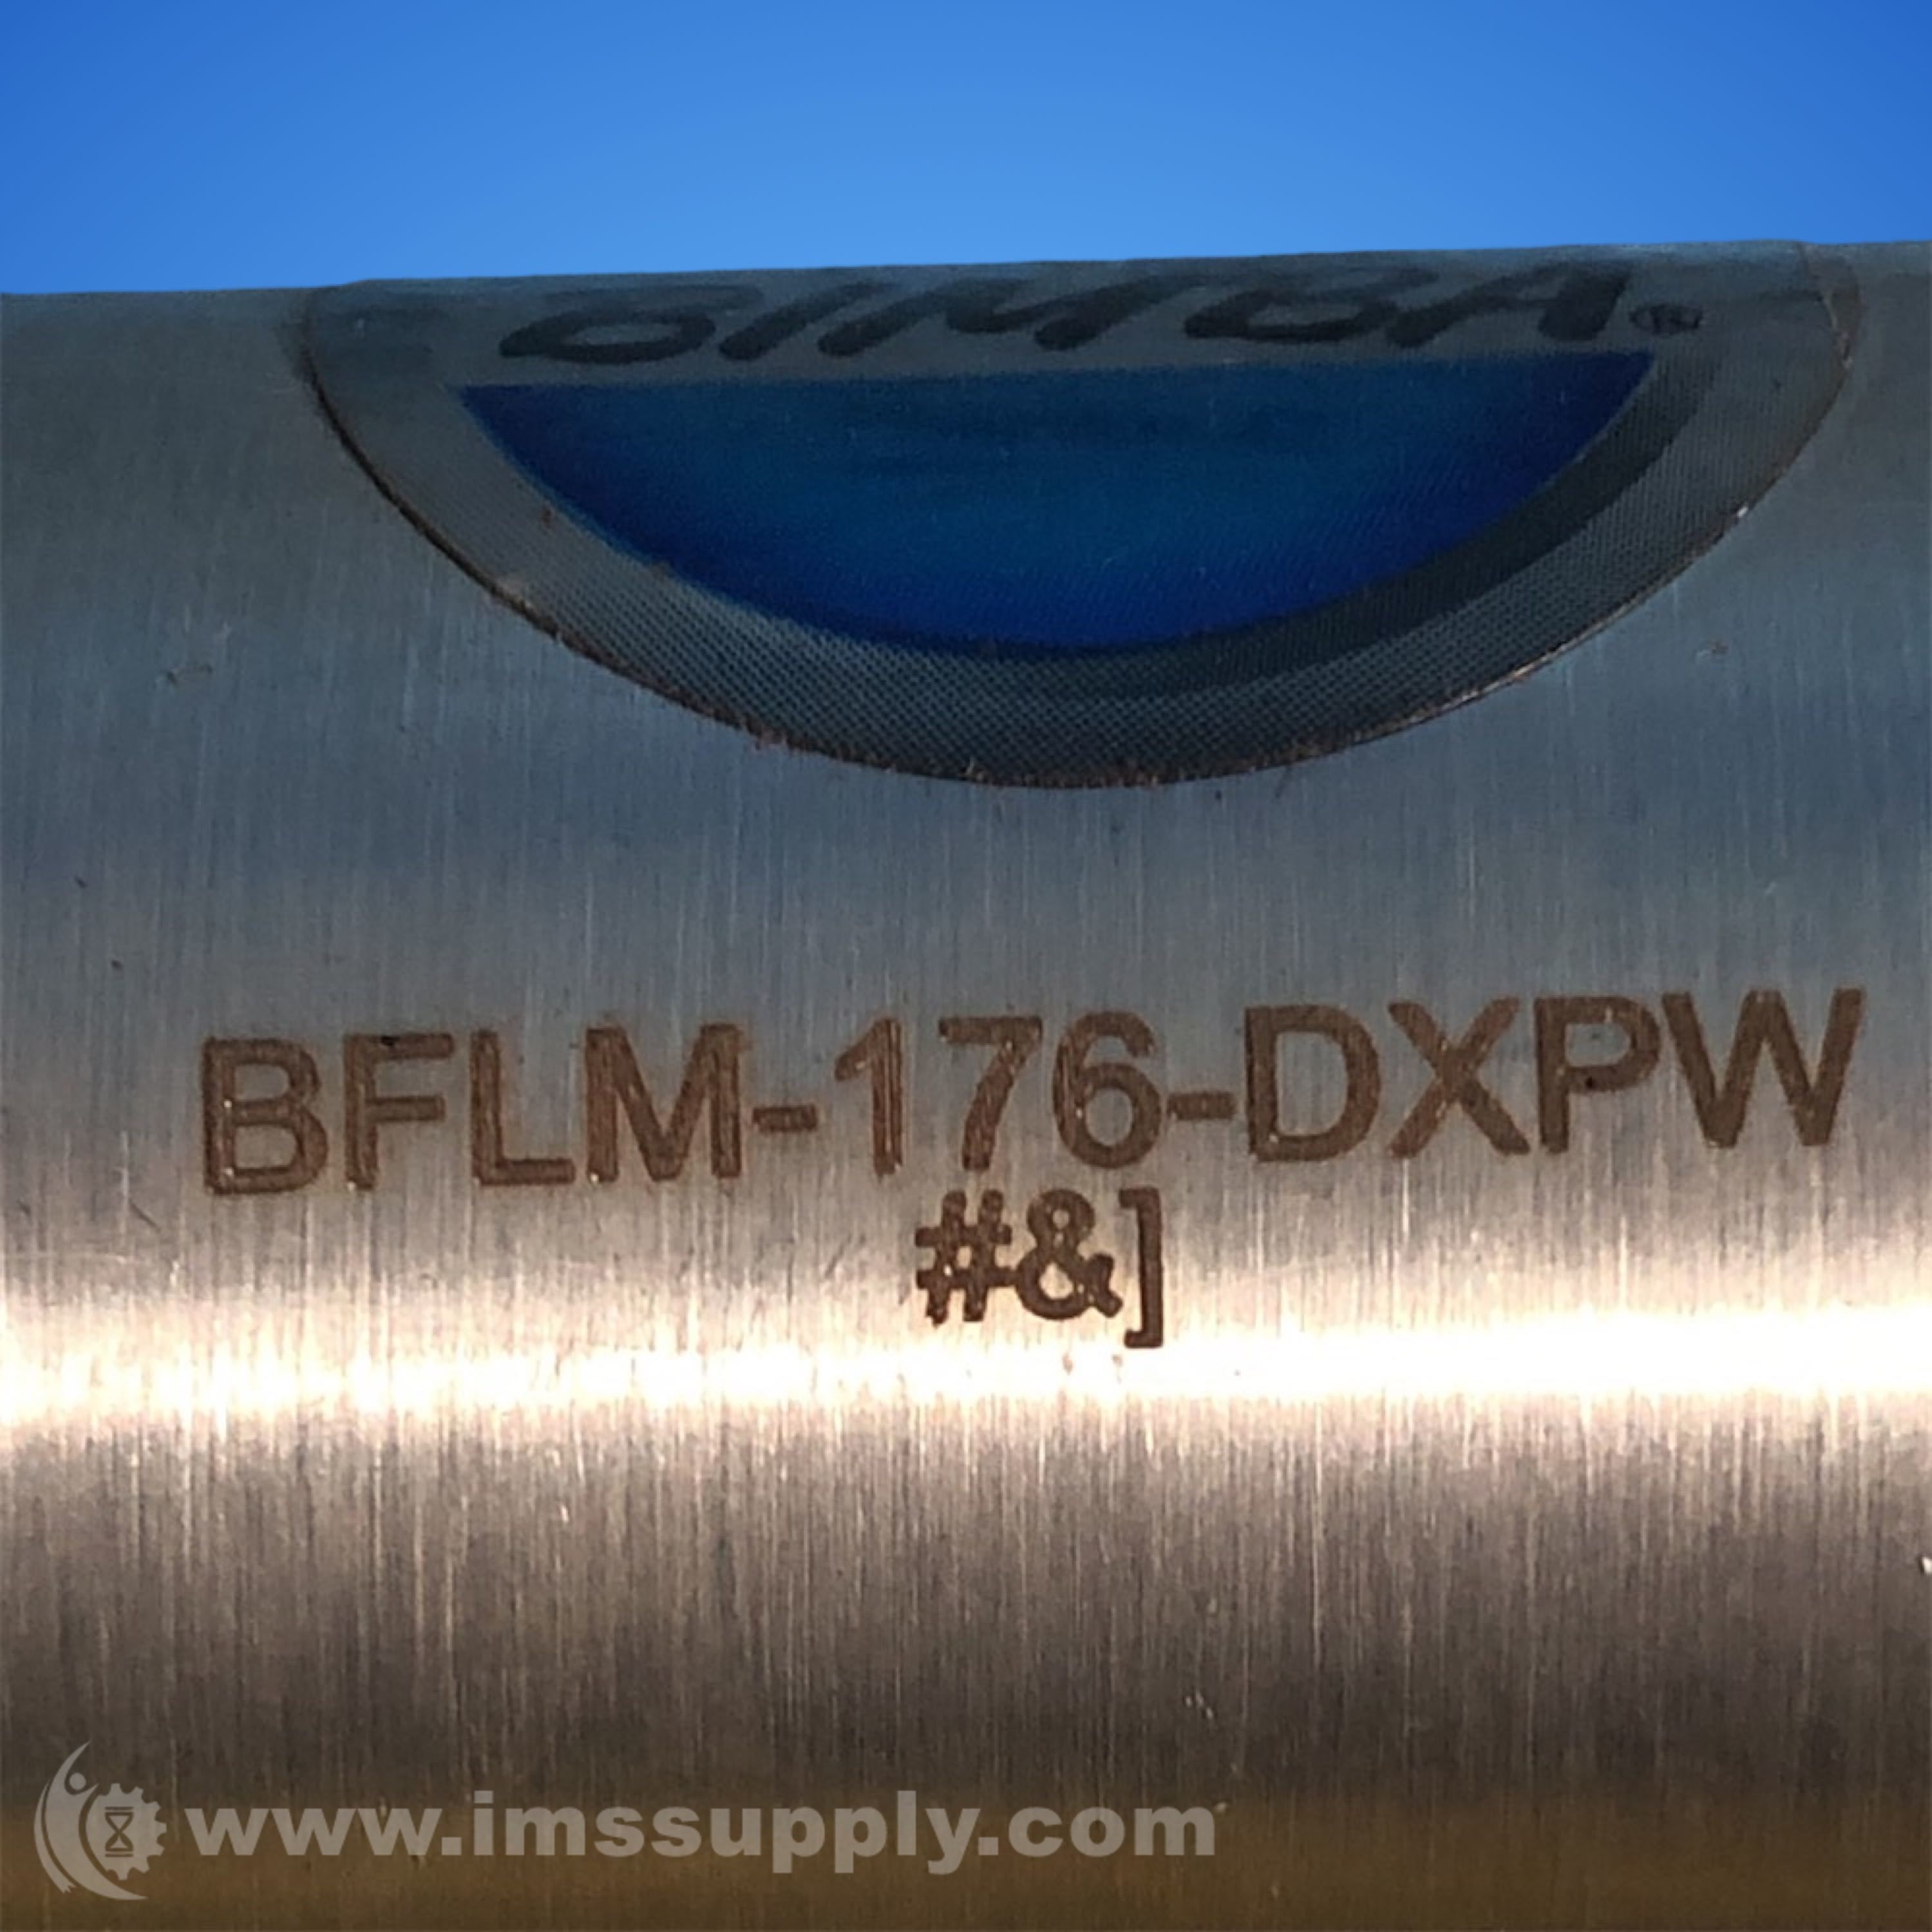 BIMBA®
BFLM-176-DXPW
#&]
www.imssupply.com